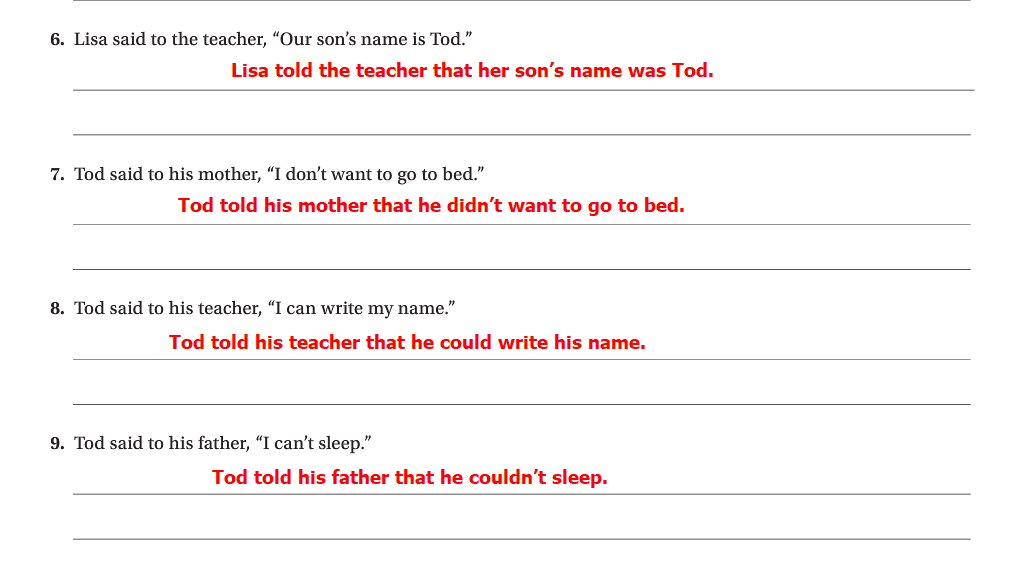 6. Lisa said to the teacher, “Our son’s name is Tod.”
Lisa told the teacher that her son’s name was Tod.
7. Tod said to his mother, “I don’t want to go to bed.”
Tod told his mother that he didn’t want to go to bed.
8. Tod said to his teacher, “I can write my name.”
Tod told his teacher that he could write his name.
9. Tod said to his father, “I can’t sleep.”
Tod told his father that he couldn’t sleep.